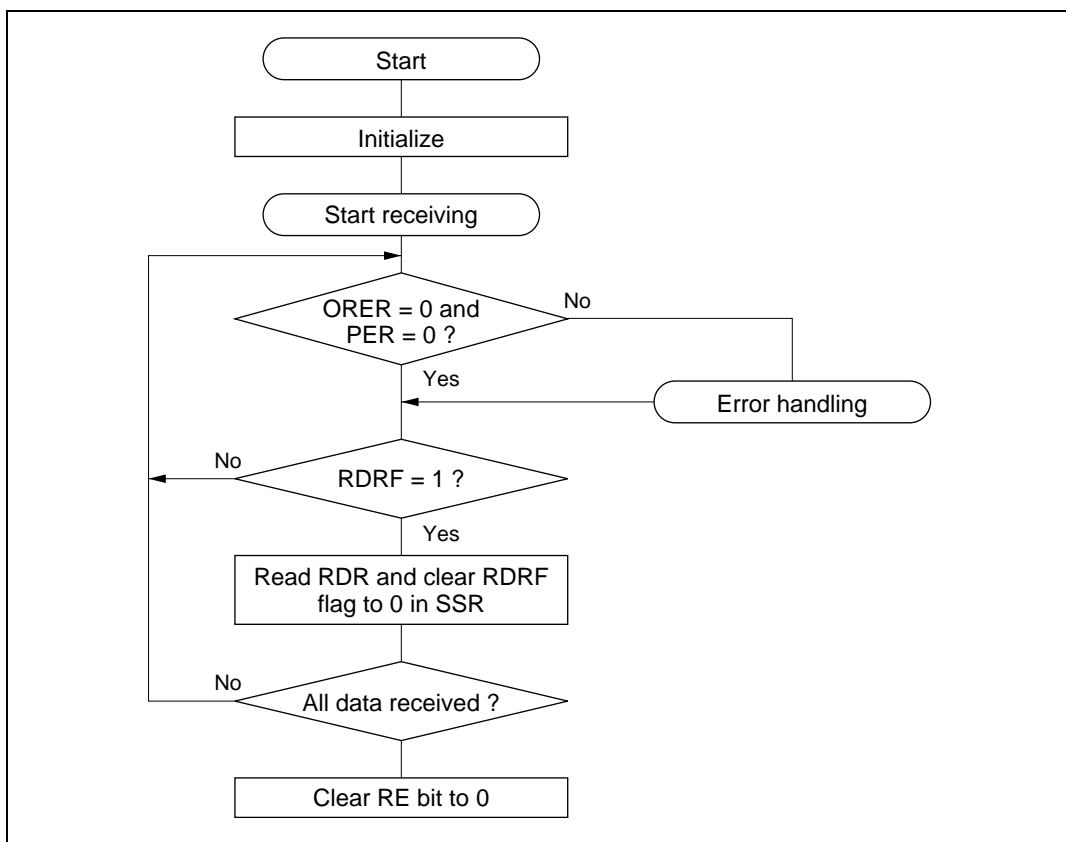 Start
Initialize
Start receiving
ORER = 0 and
PER = 0 ?
No
Yes
Error handling
No
RDRF = 1 ?
Yes
Read RDR and clear RDRF
flag to 0 in SSR
No
All data received ?
Clear RE bit to 0